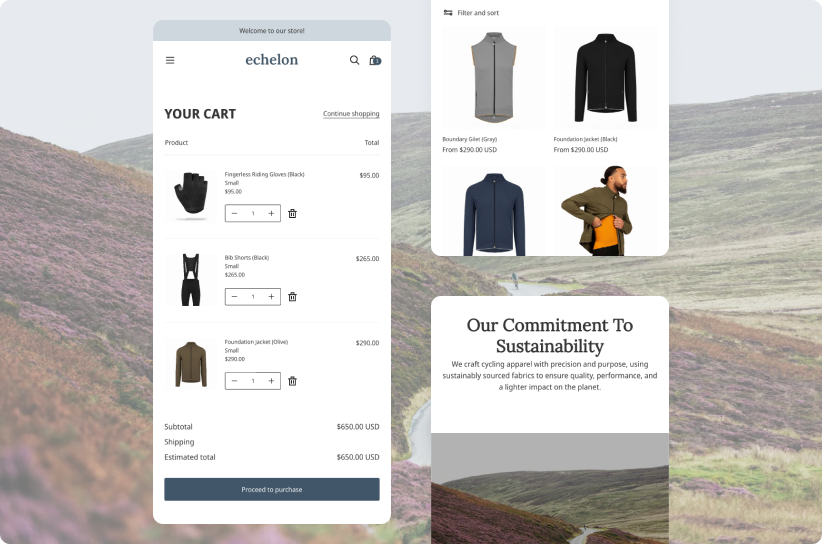 Welcome to our store!
echelon
YOUR CART
Continue shopping
Product
Total
Fingerless Riding Gloves (Black)
Small
$95.00
$95.00
1
Bib Shorts (Black)
Small
$265.00
$265.00
1
Foundation Jacket (Olive)
Small
$290.00
$290.00
1
Subtotal
$650.00 USD
Shipping
Estimated total
$650.00 USD
Proceed to purchase
Filter and sort
Boundary Gilet (Gray)
From $290.00 USD
Foundation Jacket (Black)
From $290.00 USD
Our Commitment To
Sustainability
We craft cycling apparel with precision and purpose, using
sustainably sourced fabrics to ensure quality, performance, and
a lighter impact on the planet.